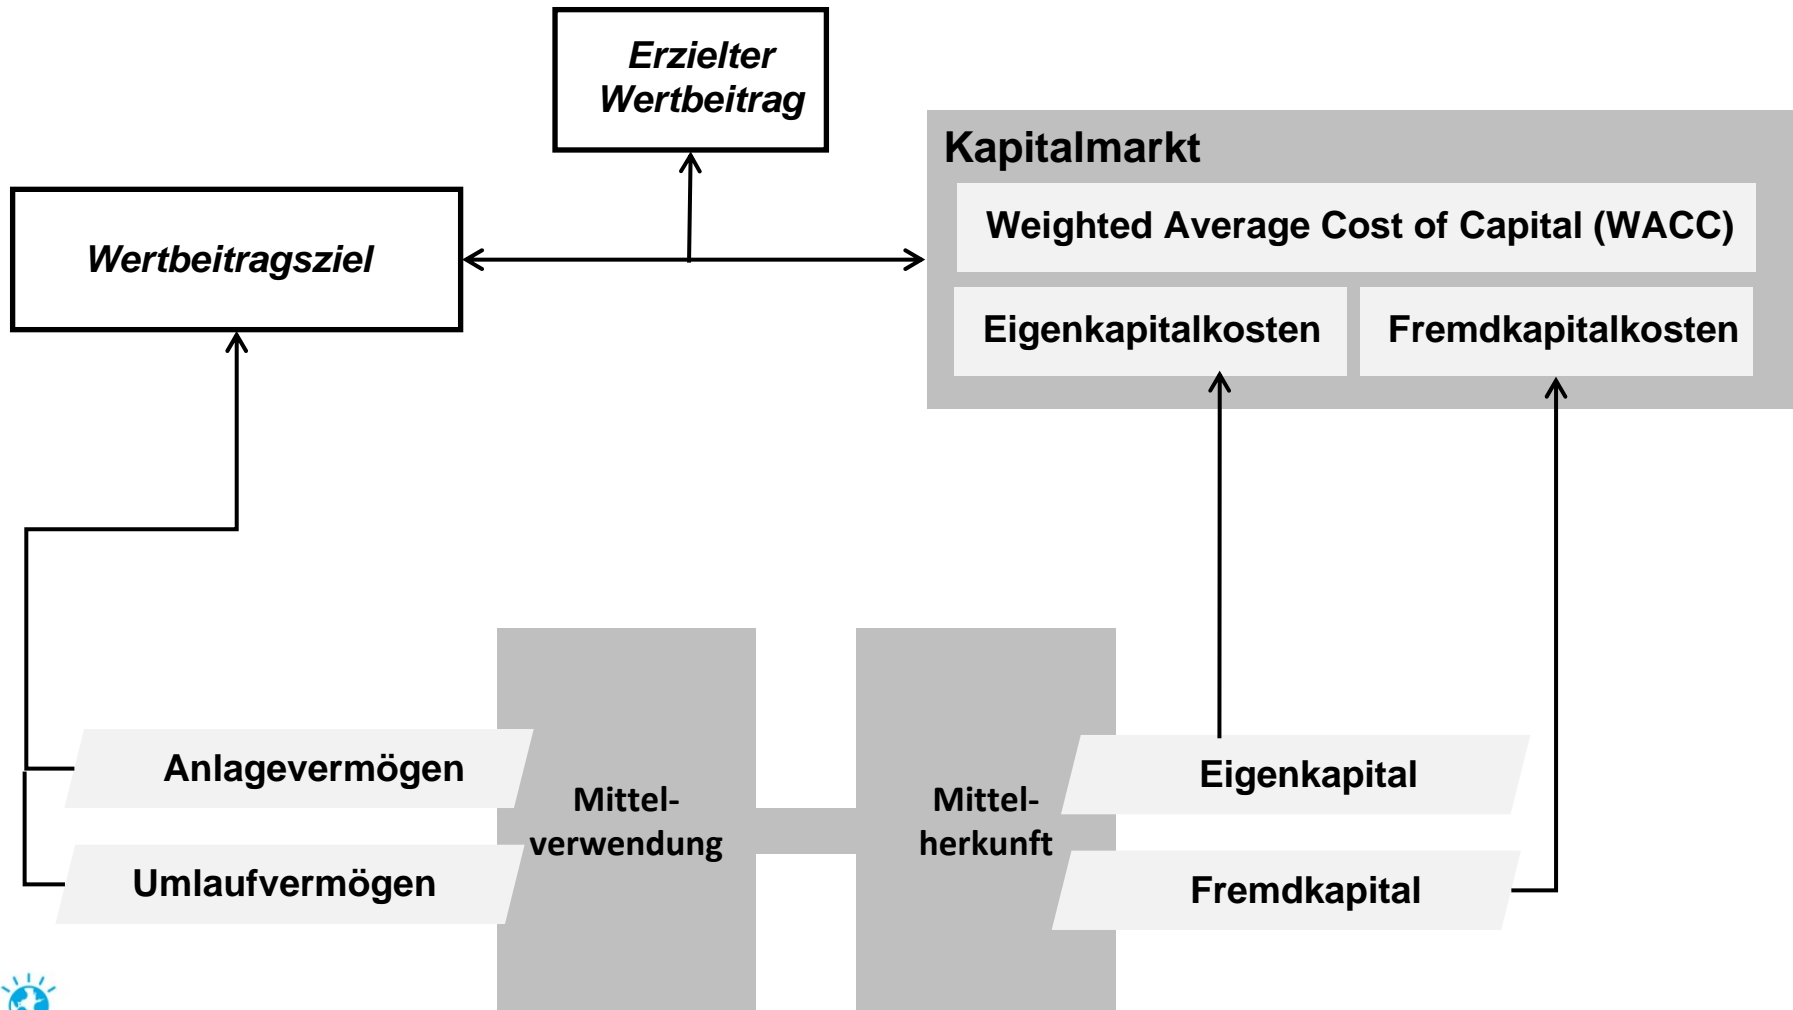 Erzielter
Wertbeitrag
Kapitalmarkt
Weighted Average Cost of Capital (WACC)
Wertbeitragsziel
Eigenkapitalkosten
Fremdkapitalkosten
Anlagevermögen
Umlaufvermögen
Mittel-
verwendung
Mittel-
herkunft
Eigenkapital
Fremdkapital